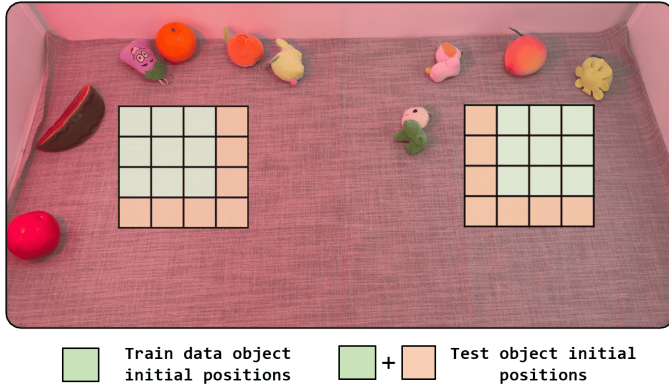 Train data object
initial positions
+
Test object initial
positions